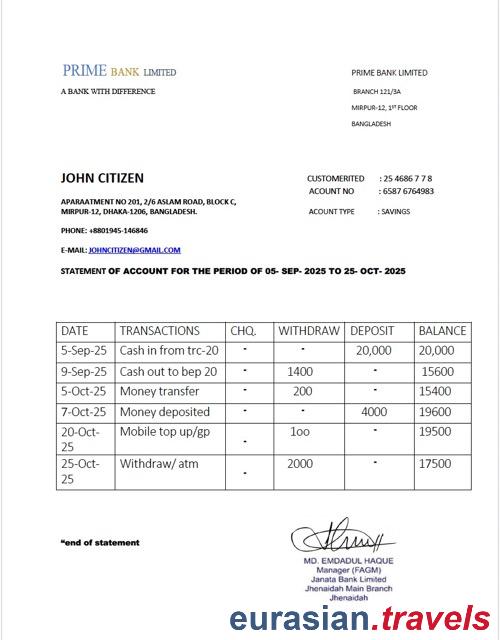 PRIME BANK LIMITED
A BANK WITH DIFFERENCE
PRIME BANK LIMITED
BRANCH 121/3A
MIRPUR-12, 1ST FLOOR
BANGLADESH
JOHN CITIZEN
APARAATMENT NO 201, 2/6 ASLAM ROAD, BLOCK C,
MIRPUR-12, DHAKA-1206, BANGLADESH.
PHONE: +8801945-146846
E-MAIL: JOHNCITIZEN@GMAIL.COM
CUSTOMERITED : 25 4686 7 7 8
ACOUNT NO : 6587 6764983
ACOUNT TYPE : SAVINGS
STATEMENT OF ACCOUNT FOR THE PERIOD OF 05- SEP- 2025 TO 25- OCT- 2025
DATE TRANSACTIONS CHQ. WITHDRAW DEPOSIT BALANCE
5-Sep-25 Cash in from trc-20 - - 20,000 20,000
9-Sep-25 Cash out to bep 20 - 1400 - 15600
5-Oct-25 Money transfer - 200 - 15400
7-Oct-25 Money deposited - - 4000 19600
20-Oct-25 Mobile top up/gp - 1oo - 19500
25-Oct-25 Withdraw/ atm - 2000 - 17500
*end of statement
MD. EMDADUL HAQUE
Manager (FAGM)
Janata Bank Limited
Jhenaidah Main Branch
Jhenaidah
eurasian.travels